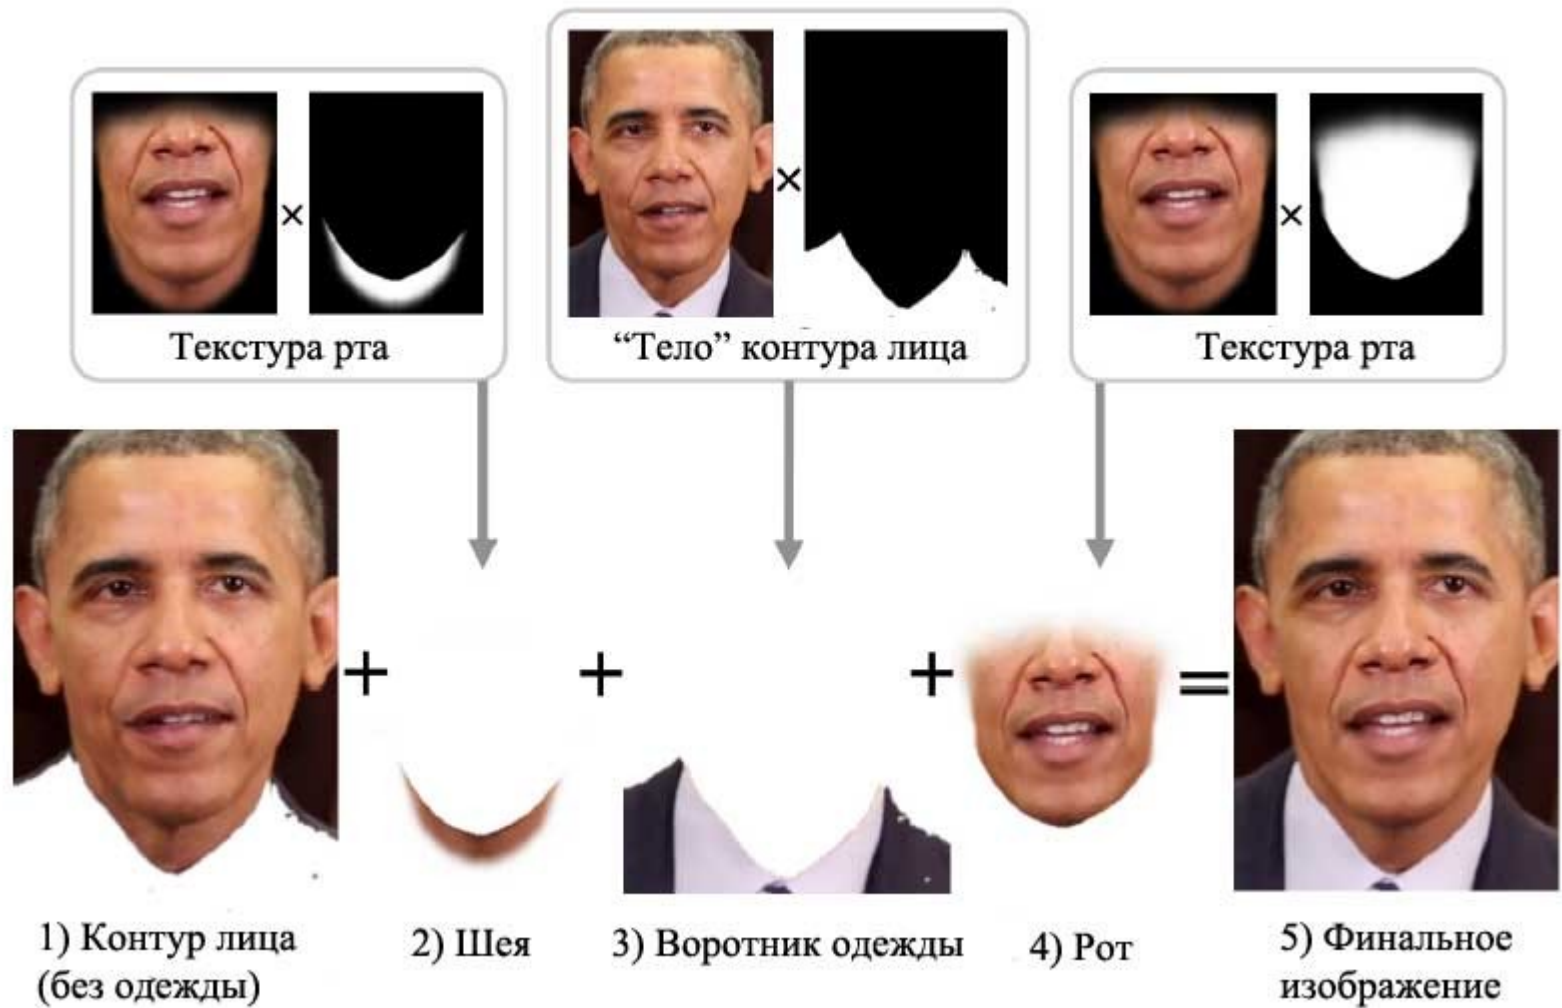 Текстура рта
“Тело” контура лица
Текстура рта
1) Контур лица
(без одежды)
2) Шея
3) Воротник одежды
4) Рот
5) Финальное
изображение